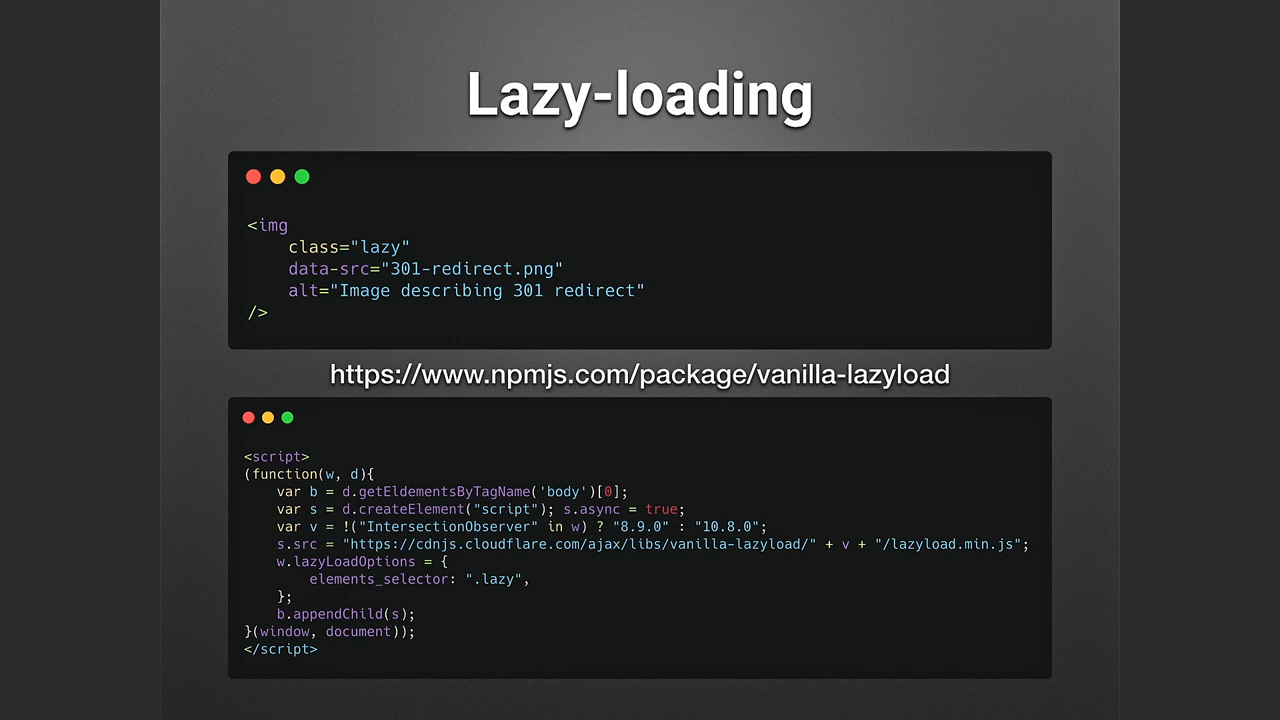 Lazy-loading
<img
    class="lazy"
    data-src="301-redirect.png"
    alt="Image describing 301 redirect"
/>
https://www.npmjs.com/package/vanilla-lazyload
<script>
(function(w, d){
    var b = d.getEldementsByTagName('body')[0];
    var s = d.createElement("script"); s.async = true;
    var v = !("IntersectionObserver" in w) ? "8.9.0" : "10.8.0";
    s.src = "https://cdnjs.cloudflare.com/ajax/libs/vanilla-lazyload/" + v + "/lazyload.min.js";
    w.lazyLoadOptions = {
        elements_selector: ".lazy",
    };
    b.appendChild(s);
}(window, document));
</script>